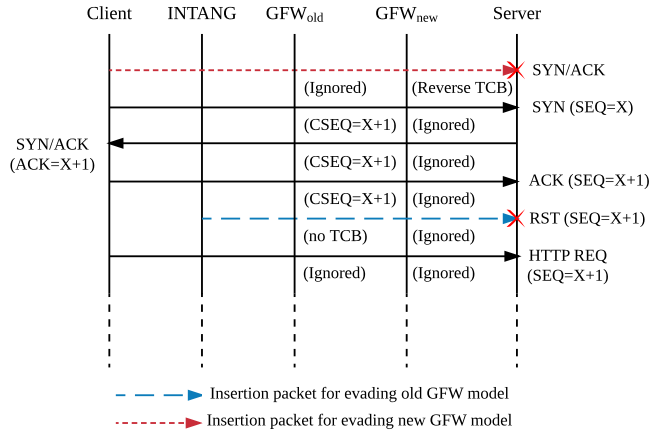 Client INTANG GFWold GFWnew Server
SYN/ACK
(Ignored) (Reverse TCB)
SYN (SEQ=X)
(CSEQ=X+1) (Ignored)
SYN/ACK
(ACK=X+1)
(CSEQ=X+1) (Ignored)
ACK (SEQ=X+1)
(CSEQ=X+1) (Ignored)
RST (SEQ=X+1)
(no TCB) (Ignored)
HTTP REQ
(SEQ=X+1)
(Ignored) (Ignored)
Insertion packet for evading old GFW model
Insertion packet for evading new GFW model